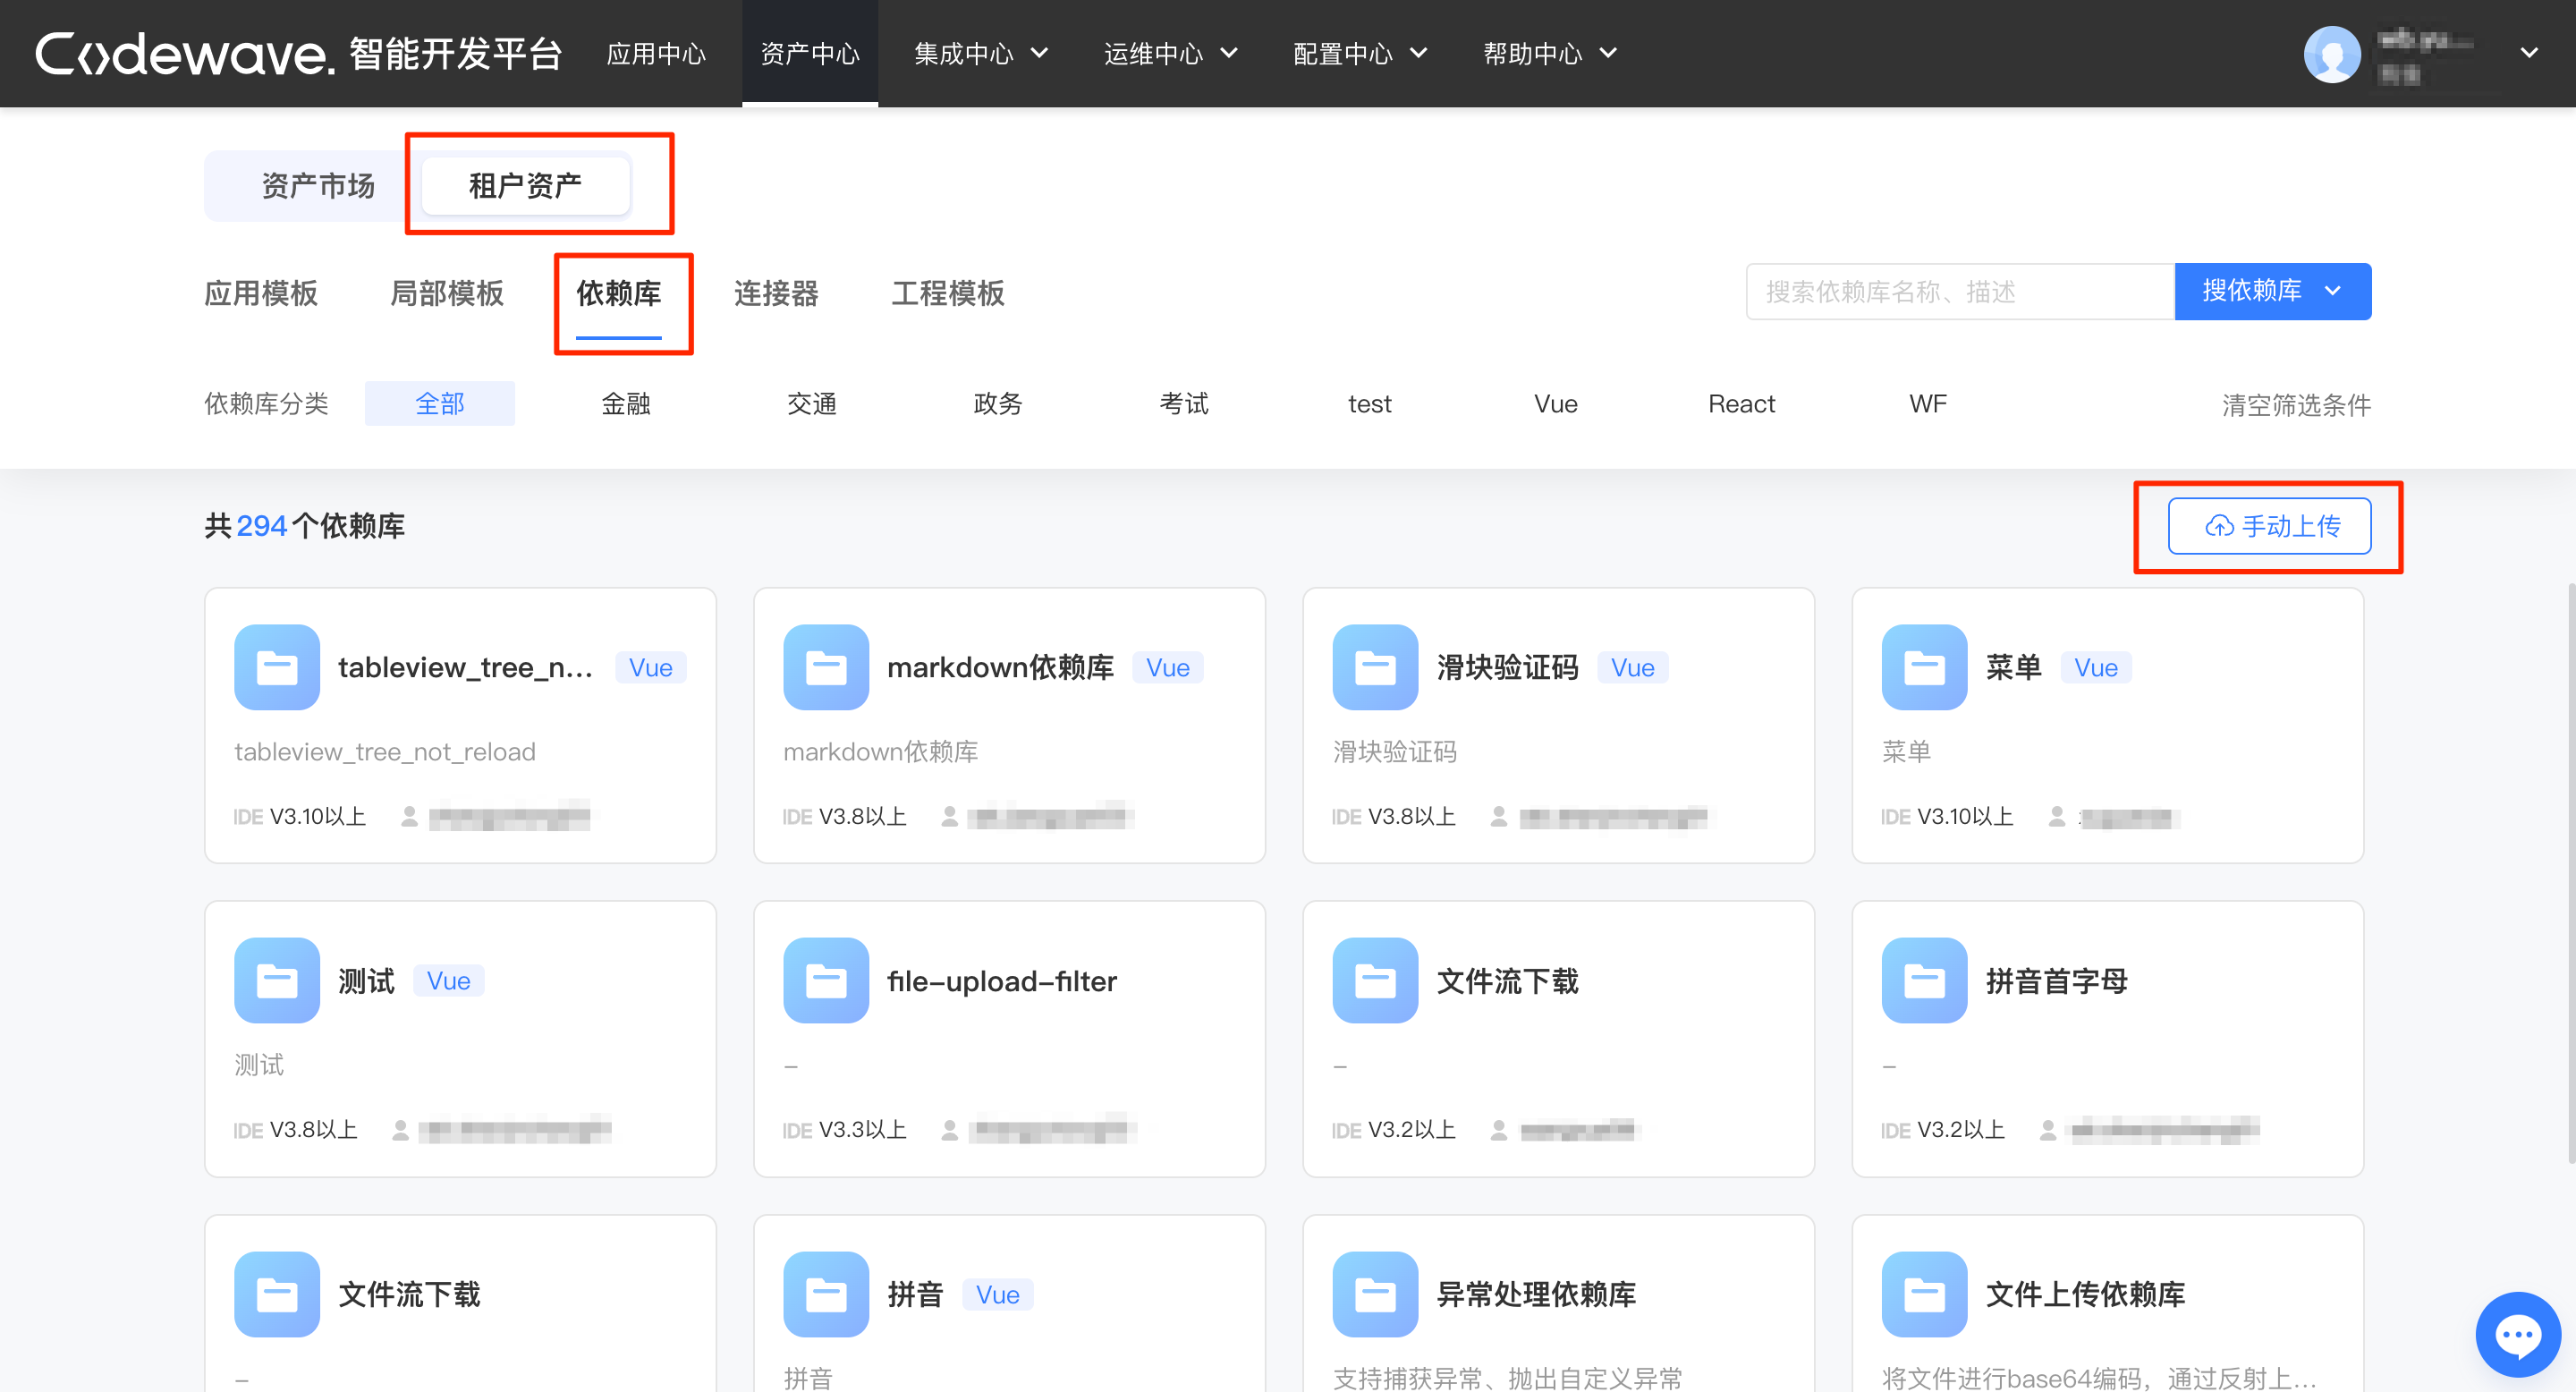 Codewave. 智能开发平台 应用中心 资产中心 集成中心 运维中心 配置中心 帮助中心
资产市场 租户资产
应用模板 局部模板 依赖库 连接器 工程模板 搜索依赖库名称、描述 搜依赖库
依赖库分类 全部 金融 交通 政务 考试 test Vue React WF 清空筛选条件
共294个依赖库 手动上传
tableview_tree_n... Vue
tableview_tree_not_reload
IDE V3.10以上
markdown依赖库 Vue
markdown依赖库
IDE V3.8以上
滑块验证码 Vue
滑块验证码
IDE V3.8以上
菜单 Vue
菜单
IDE V3.10以上
测试 Vue
测试
IDE V3.8以上
file-upload-filter
–
IDE V3.3以上
文件流下载
–
IDE V3.2以上
拼音首字母
–
IDE V3.2以上
文件流下载
–
拼音 Vue
拼音
异常处理依赖库
支持捕获异常、抛出自定义异常
文件上传依赖库
将文件进行base64编码，通过反射上...